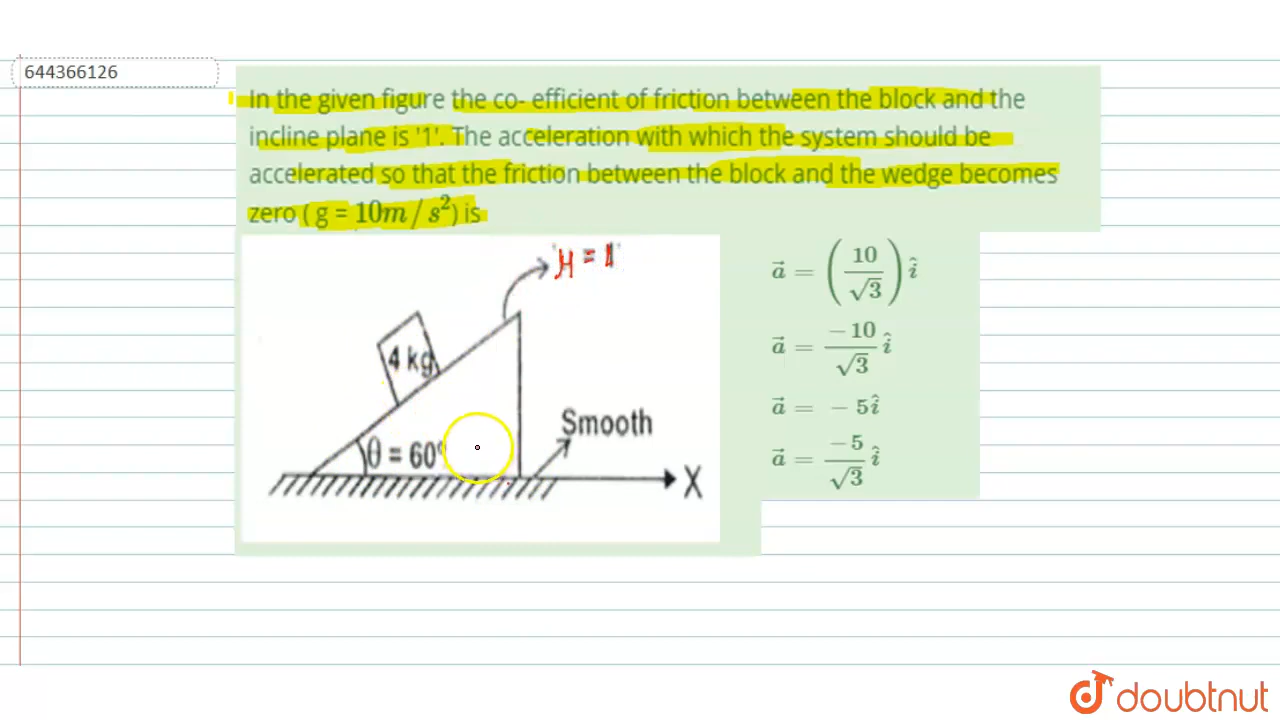 644366126
In the given figure the co- efficient of friction between the block and the
incline plane is '1'. The acceleration with which the system should be
accelerated so that the friction between the block and the wedge becomes
zero ( g = 10m/s²) is
μ = 1
4 kg
Smooth
θ = 60°
X
a⃗ = (10/√3) î
a⃗ = −10/√3 î
a⃗ = − 5î
a⃗ = −5/√3 î
doubtnut